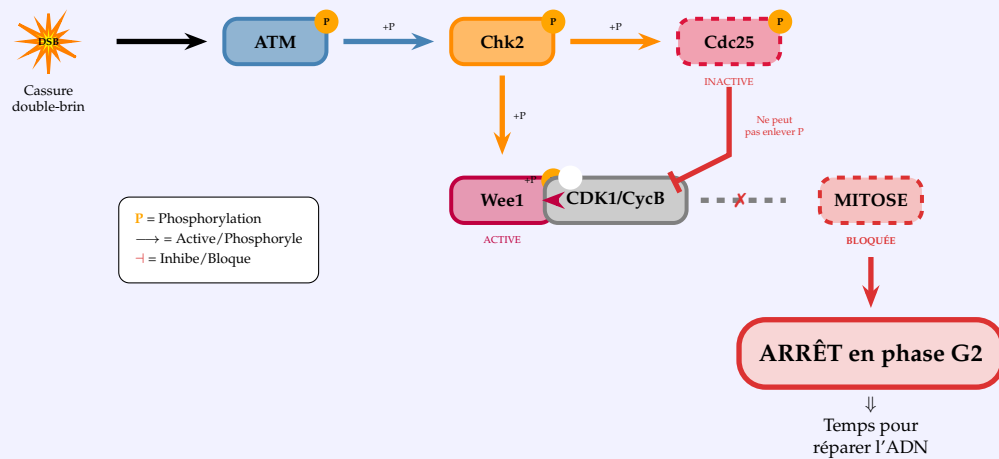 DSB
Cassure
double-brin
ATM
P
+P
Chk2
P
+P
Cdc25
P
INACTIVE
+P
Ne peut
pas enlever P
Wee1
+P
ACTIVE
CDK1/CycB
✗
MITOSE
BLOQUÉE
P = Phosphorylation
⟶ = Active/Phosphoryle
⊣ = Inhibe/Bloque
ARRÊT en phase G2
⇓
Temps pour
réparer l'ADN